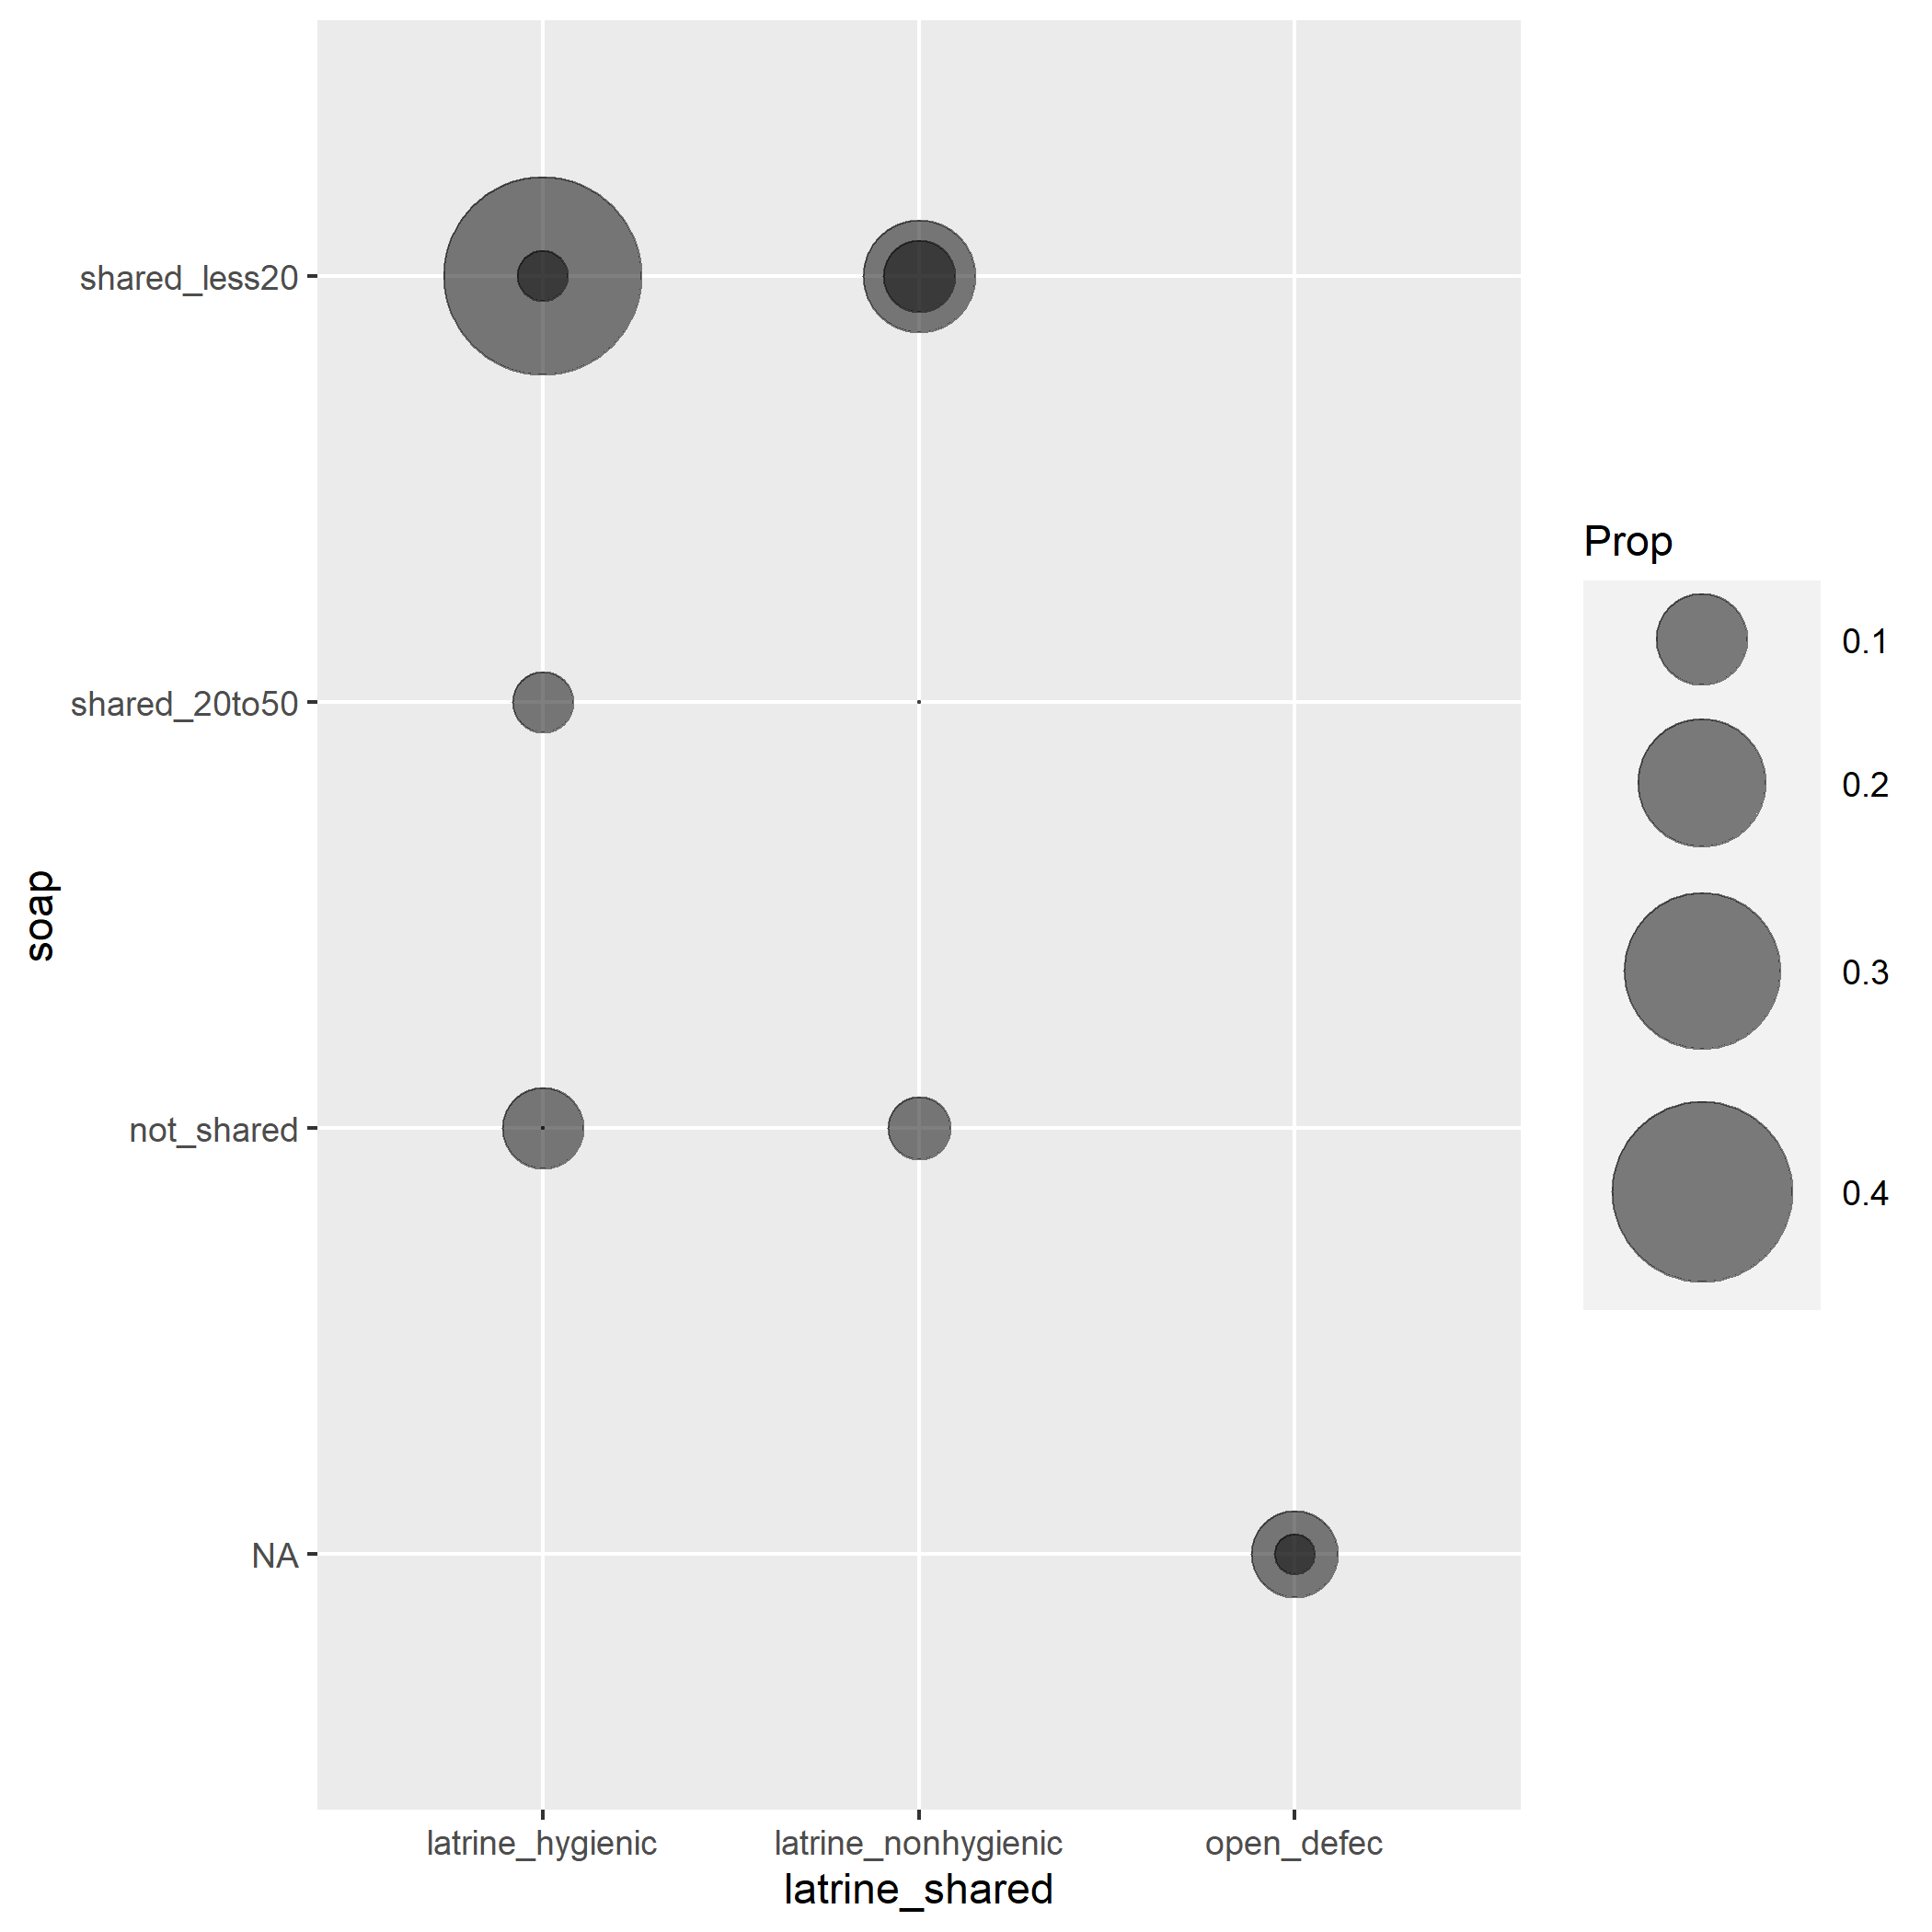 shared_less20
shared_20to50
not_shared
NA
soap
latrine_hygienic
latrine_nonhygienic
open_defec
latrine_shared
Prop
0.1
0.2
0.3
0.4